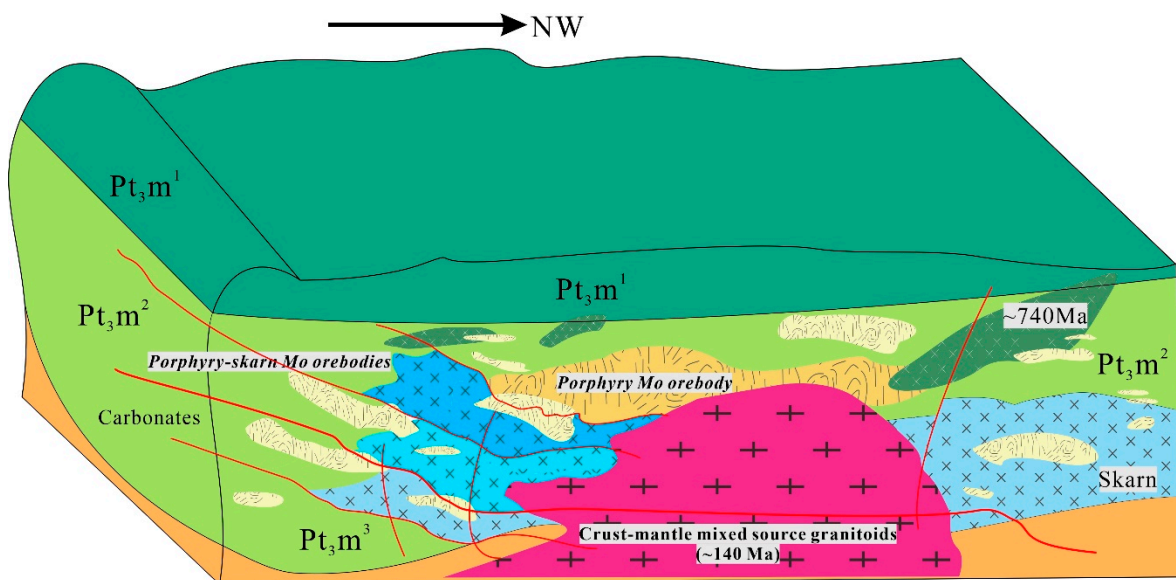 NW
Pt₃m¹
Pt₃m¹
Pt₃m²
~740Ma
Porphyry-skarn Mo orebodies
Porphyry Mo orebody
Pt₃m²
Carbonates
Skarn
Pt₃m³
Crust-mantle mixed source granitoids
(~140 Ma)